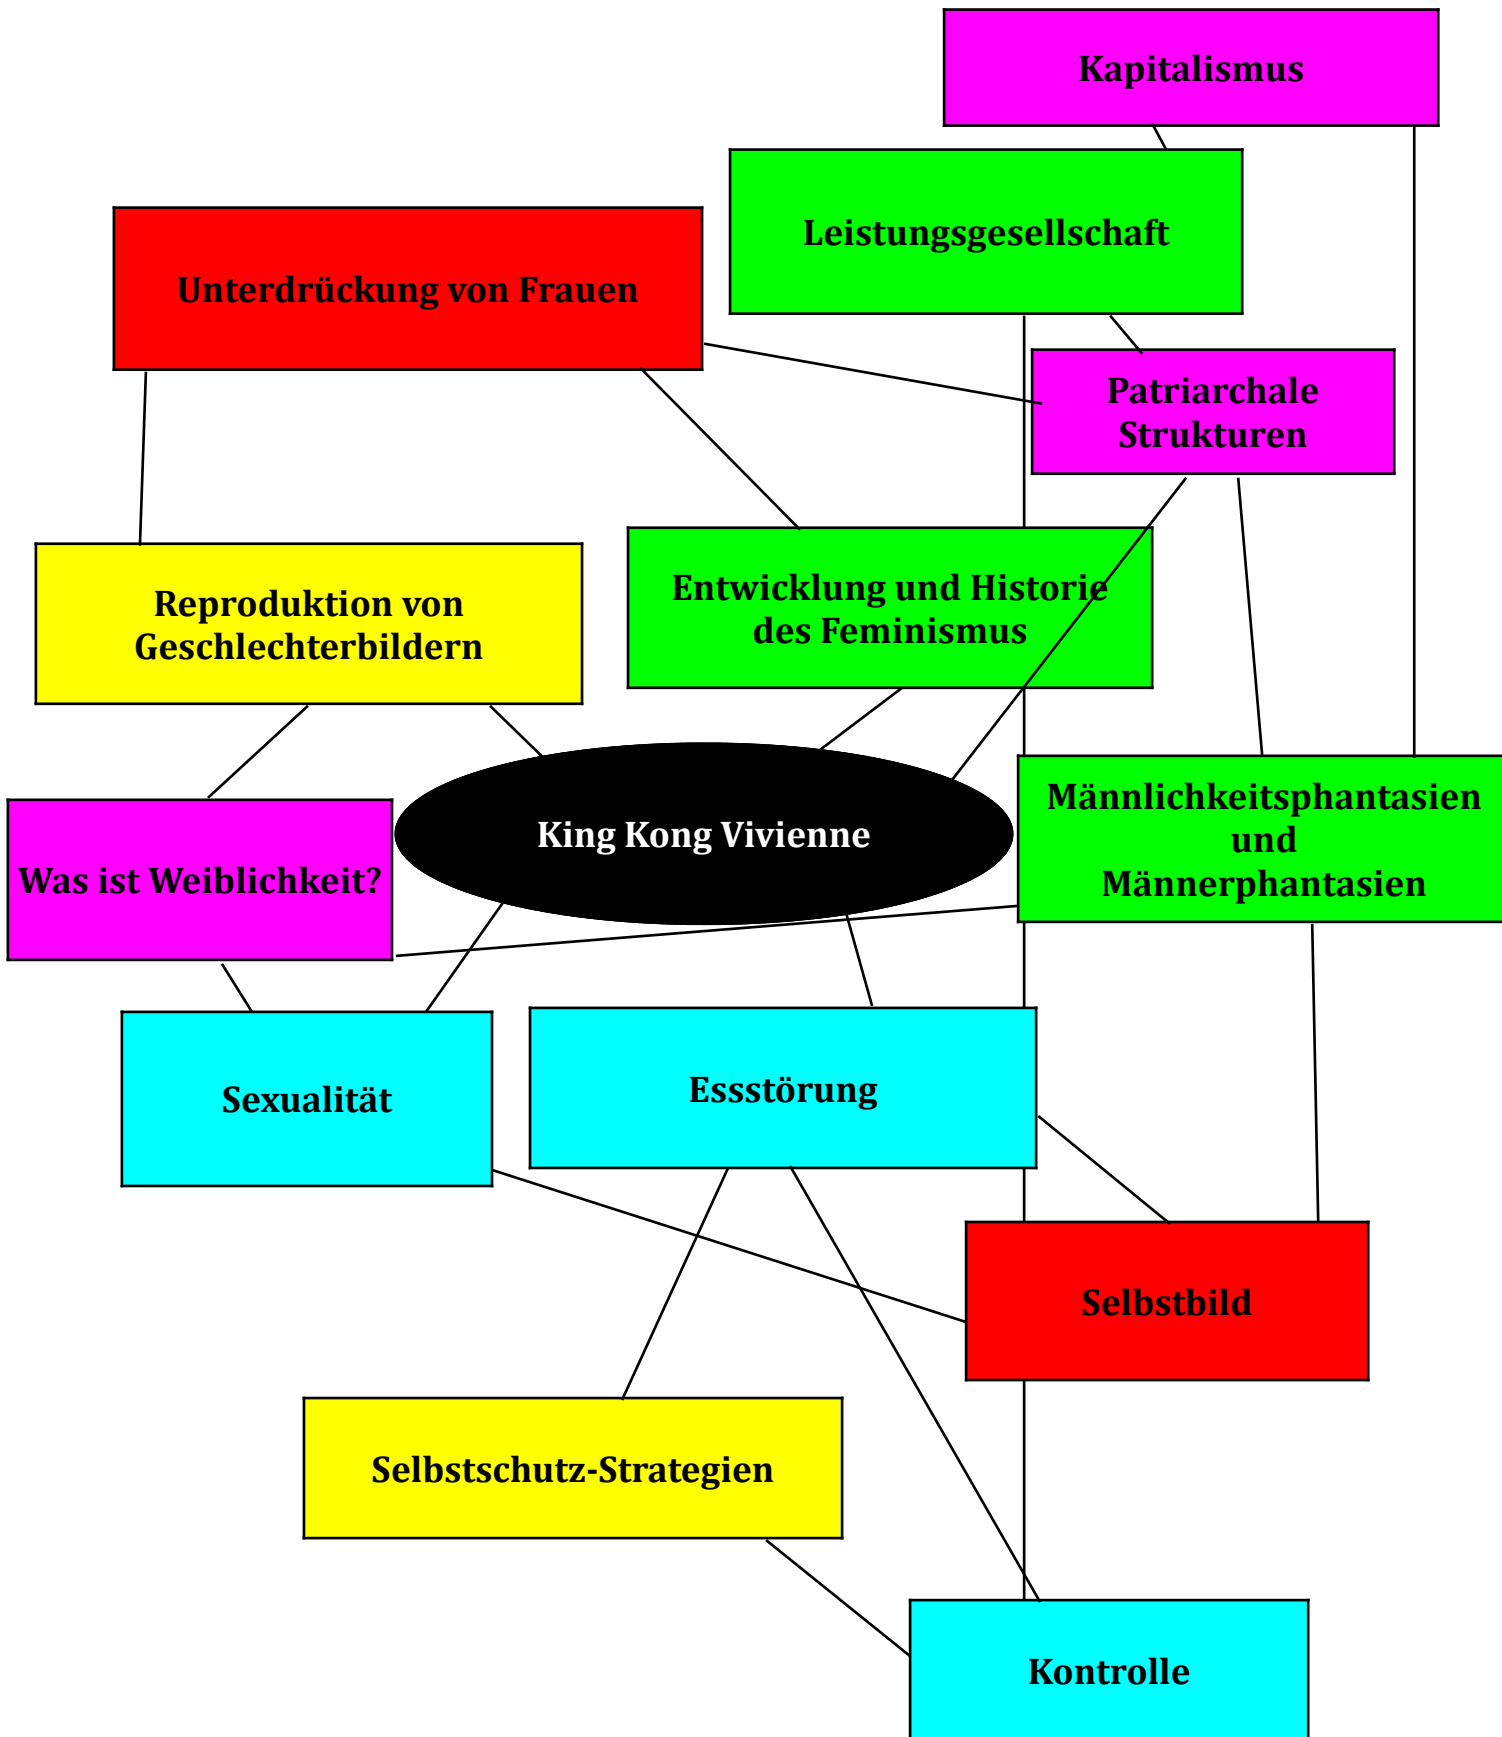 Kapitalismus
Leistungsgesellschaft
Unterdrückung von Frauen
Patriarchale
Strukturen
Reproduktion von
Geschlechterbildern
Entwicklung und Historie
des Feminismus
King Kong Vivienne
Männlichkeitsphantasien
und
Männerphantasien
Was ist Weiblichkeit?
Sexualität
Essstörung
Selbstbild
Selbstschutz-Strategien
Kontrolle